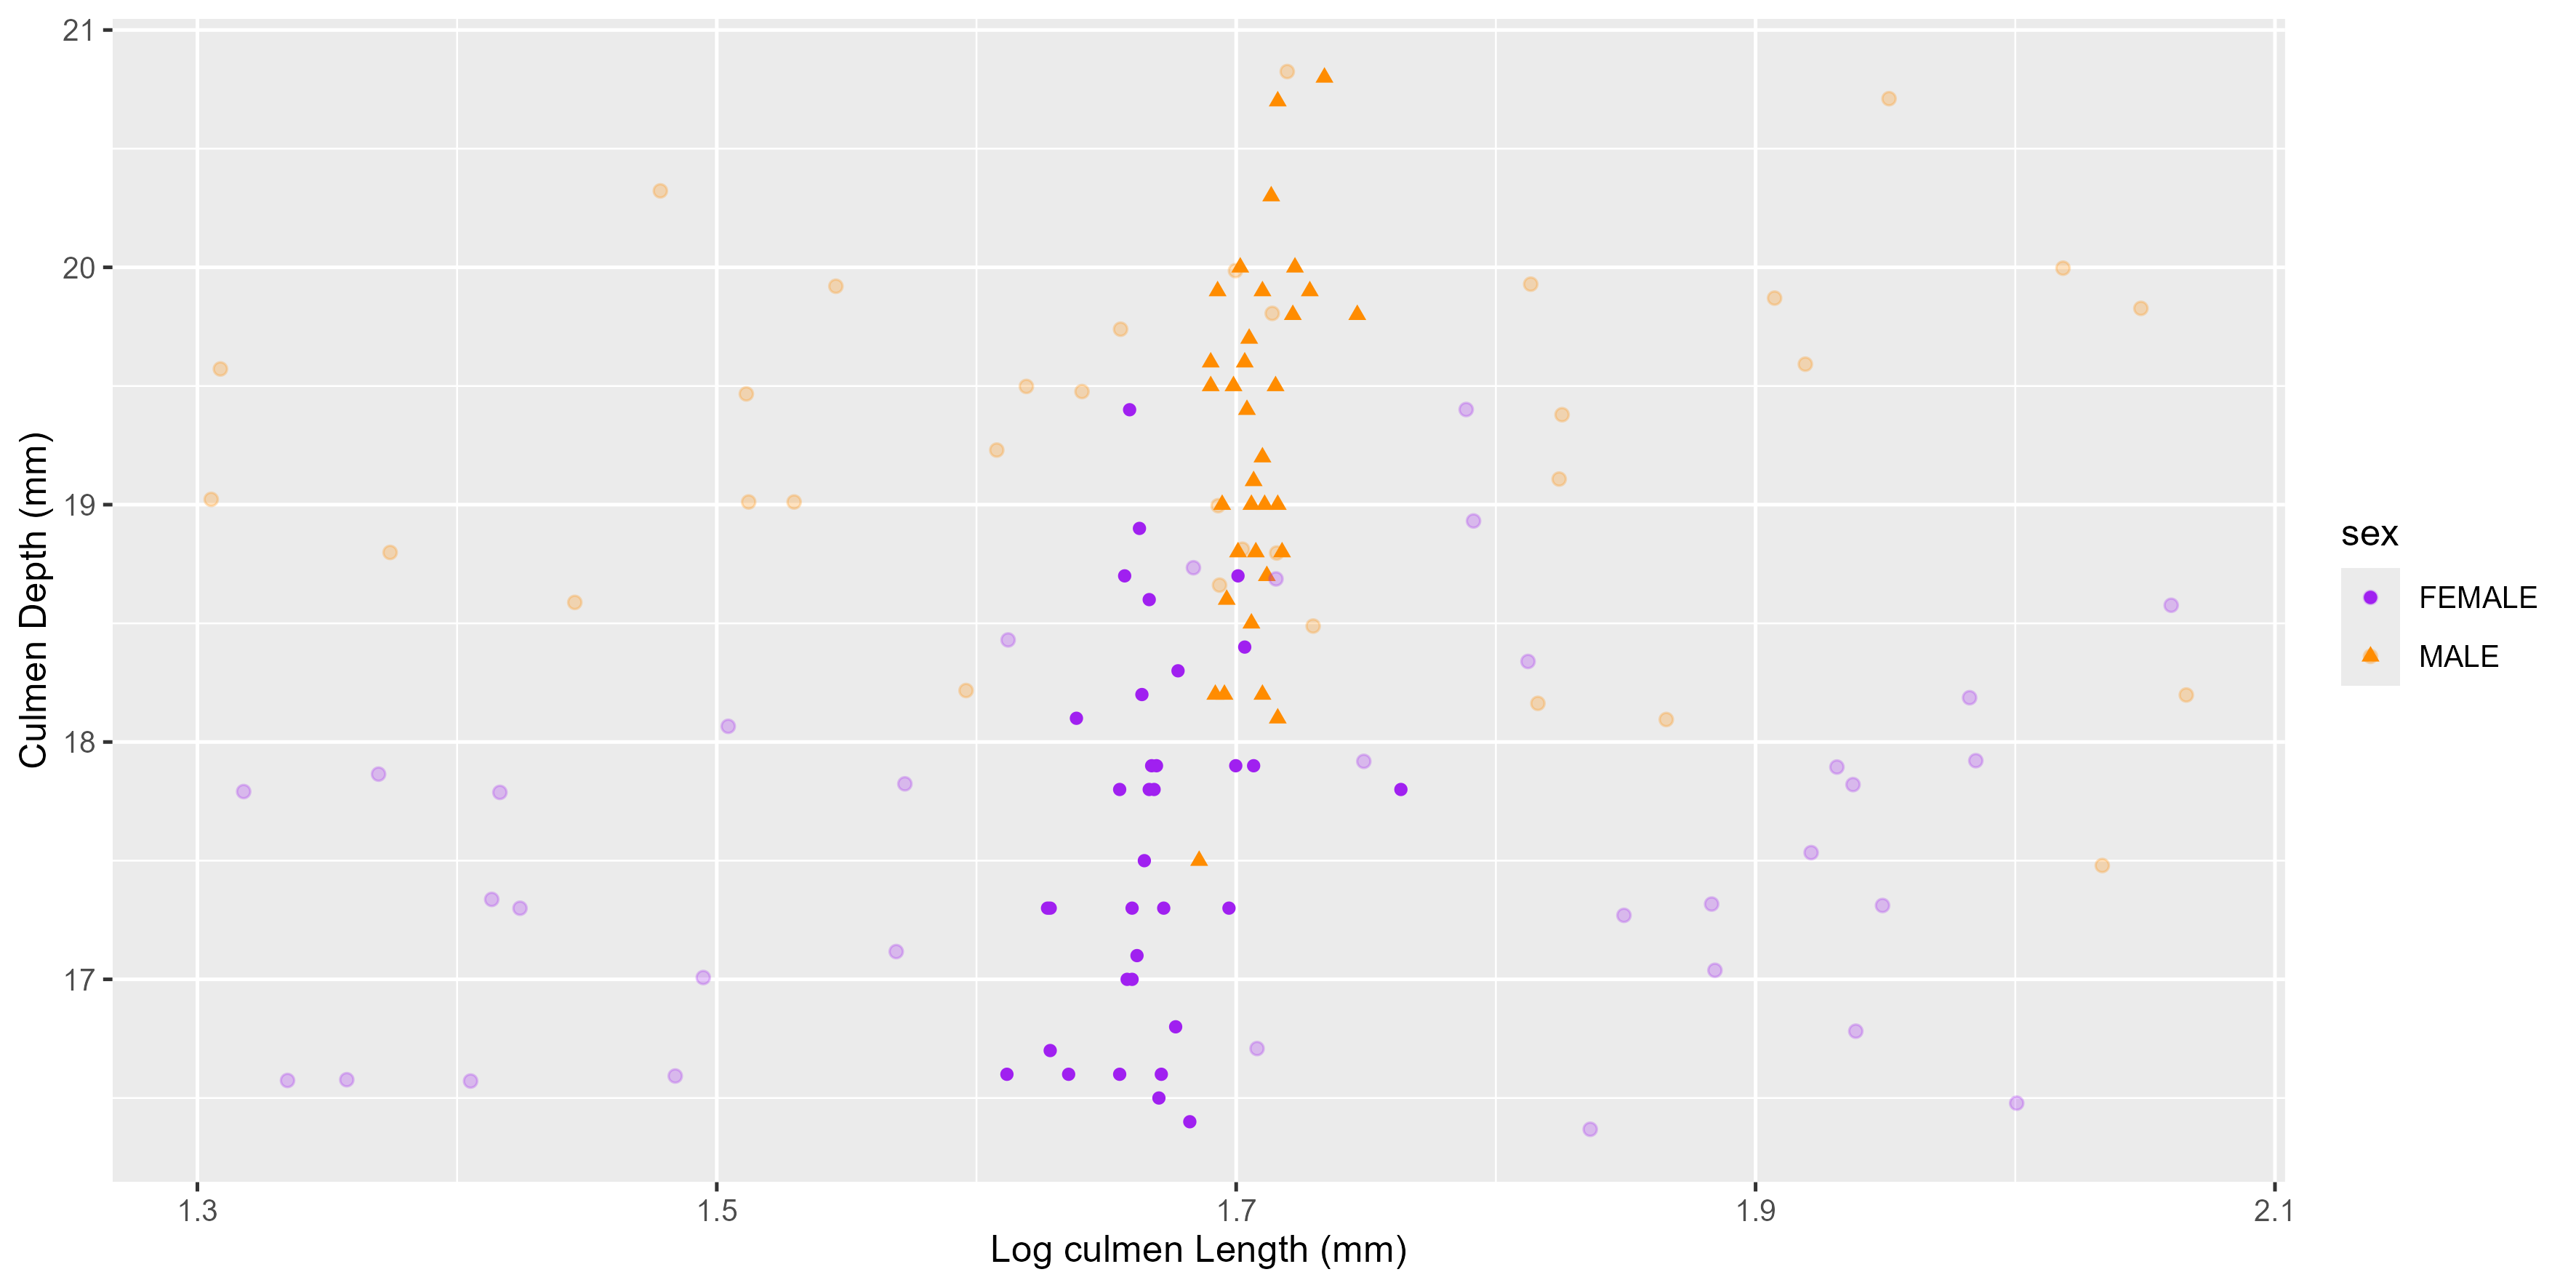 21
20
19
18
17
Culmen Depth (mm)
1.3 1.5 1.7 1.9 2.1
Log culmen Length (mm)
sex
FEMALE
MALE